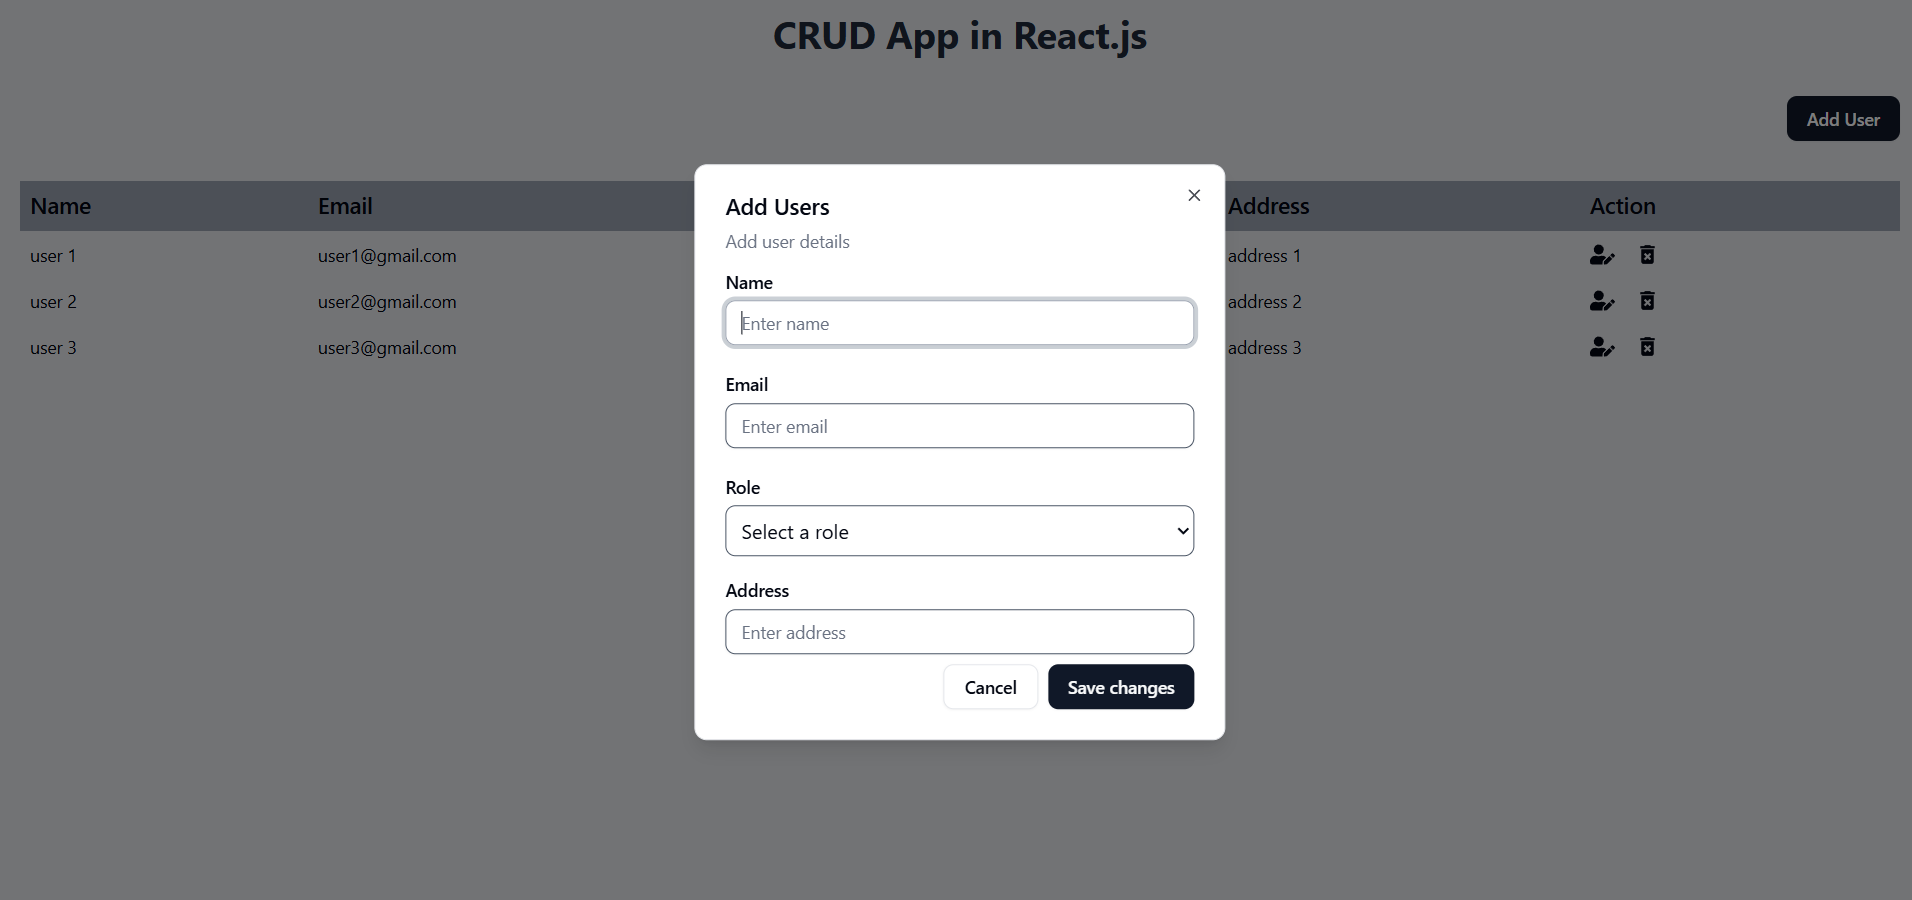 CRUD App in React.js
Add User
Name Email Address Action
user 1 user1@gmail.com address 1
user 2 user2@gmail.com address 2
user 3 user3@gmail.com address 3
Add Users
Add user details
Name
Enter name
Email
Enter email
Role
Select a role
Address
Enter address
Cancel Save changes